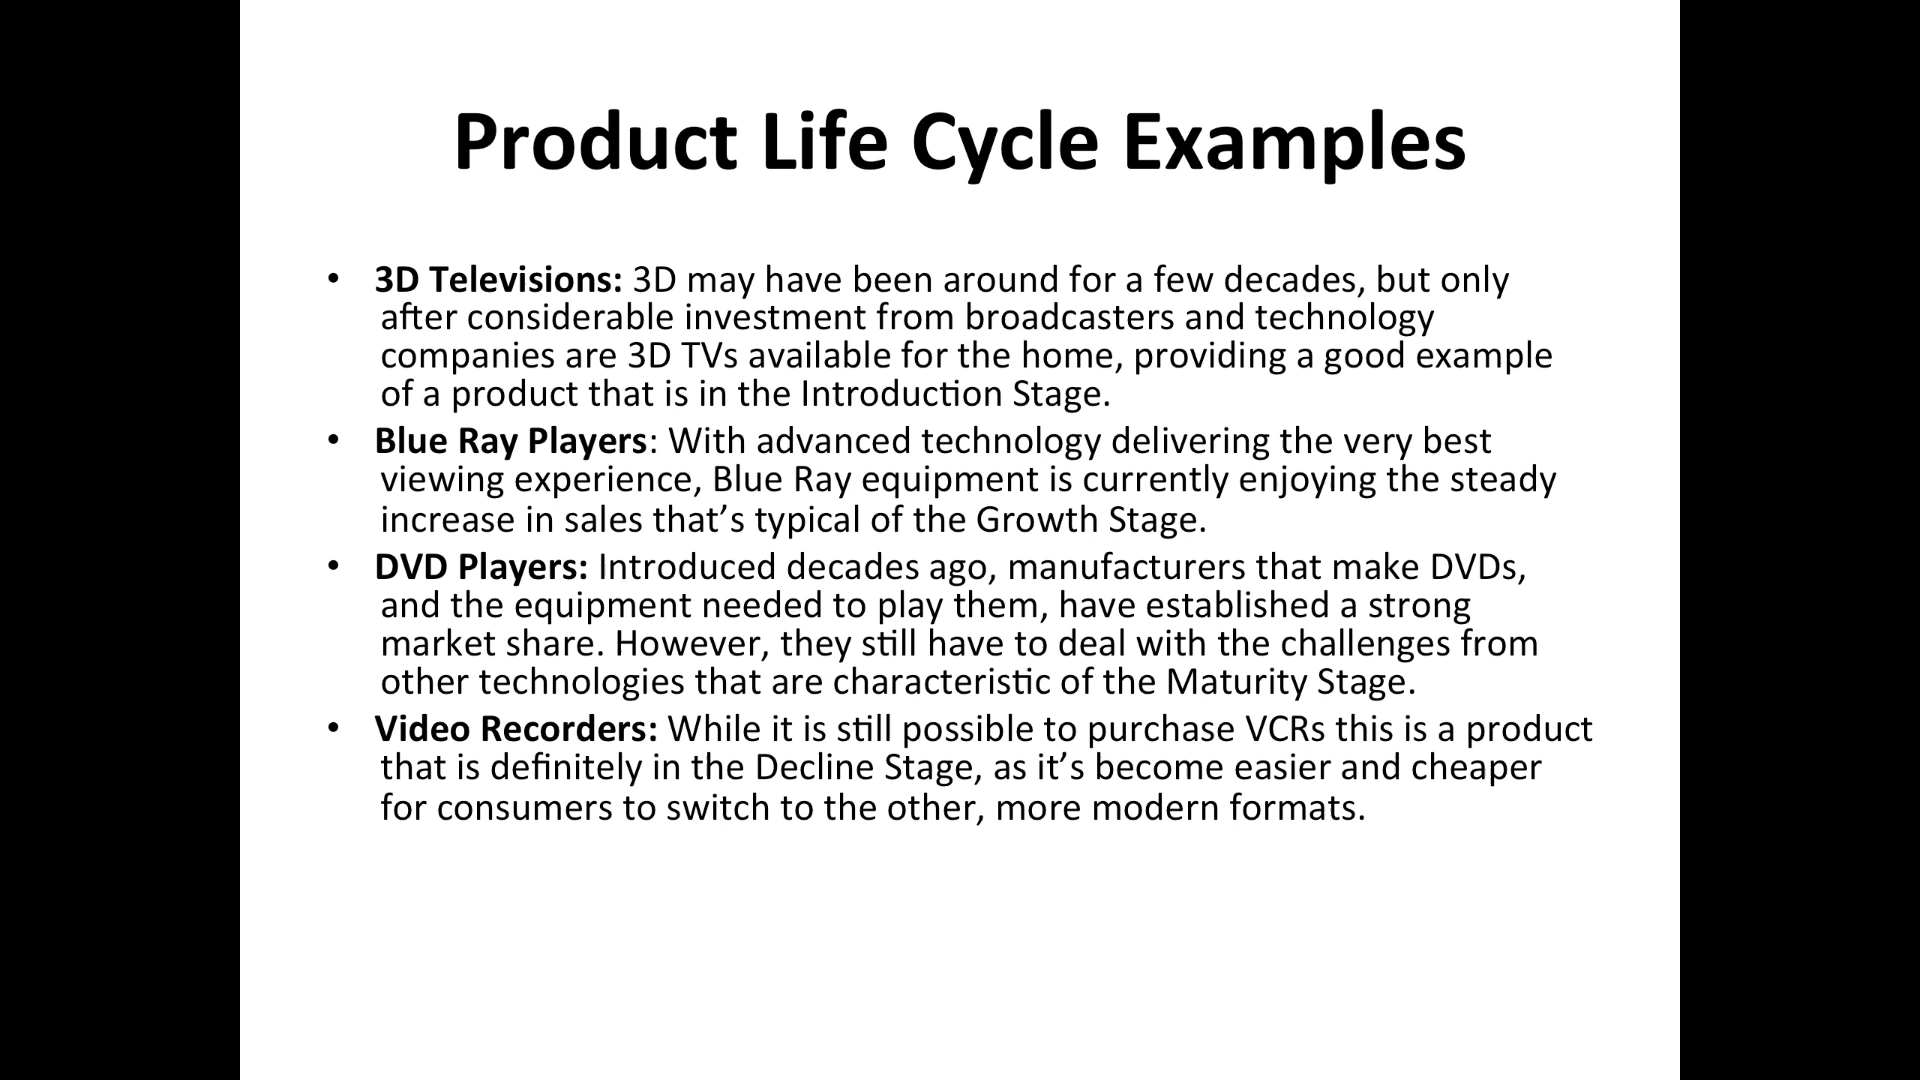 Product Life Cycle Examples
• 3D Televisions: 3D may have been around for a few decades, but only
after considerable investment from broadcasters and technology
companies are 3D TVs available for the home, providing a good example
of a product that is in the Introduction Stage.
• Blue Ray Players: With advanced technology delivering the very best
viewing experience, Blue Ray equipment is currently enjoying the steady
increase in sales that’s typical of the Growth Stage.
• DVD Players: Introduced decades ago, manufacturers that make DVDs,
and the equipment needed to play them, have established a strong
market share. However, they still have to deal with the challenges from
other technologies that are characteristic of the Maturity Stage.
• Video Recorders: While it is still possible to purchase VCRs this is a product
that is definitely in the Decline Stage, as it’s become easier and cheaper
for consumers to switch to the other, more modern formats.